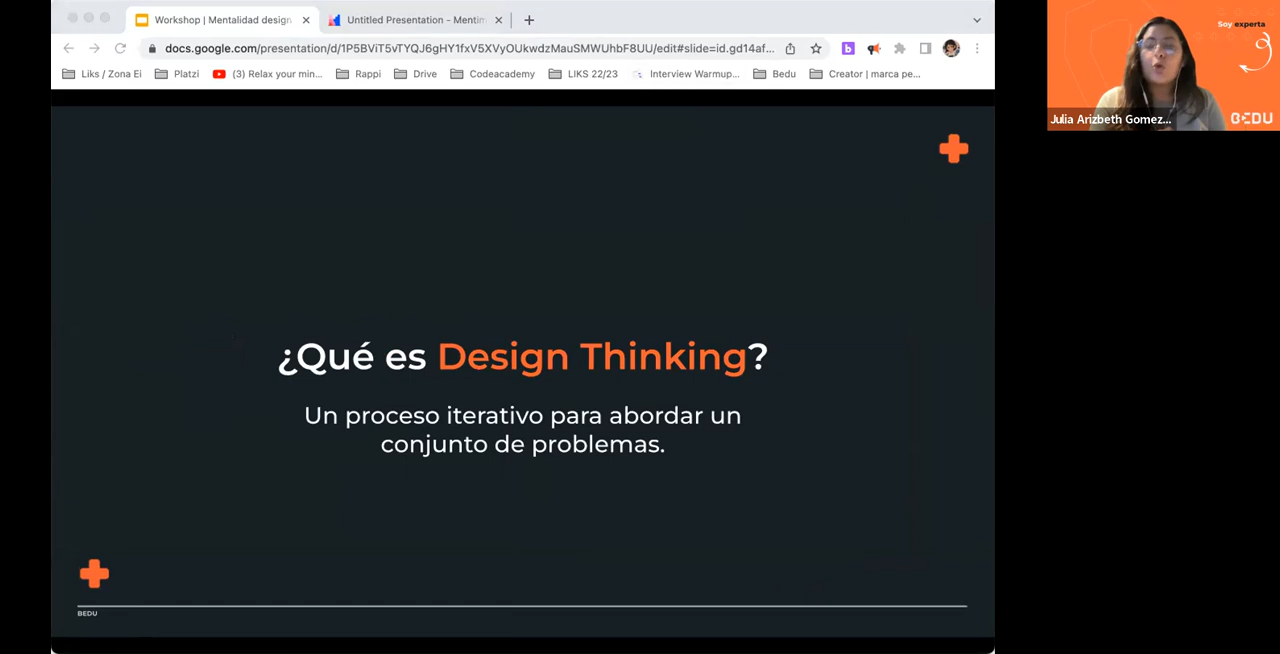 Workshop | Mentalidad design
Untitled Presentation - Mentim
docs.google.com/presentation/d/1P5BViT5vTYQJ6gHY1fxV5XVyOUkwdzMauSMWUhbF8UU/edit#slide=id.gd14af...
Liks / Zona Ei
Platzi
(3) Relax your min...
Rappi
Drive
Codeacademy
LIKS 22/23
Interview Warmup...
Bedu
Creator | marca pe...
Soy experta
Julia Arizbeth Gomez...
BEDU
¿Qué es Design Thinking?
Un proceso iterativo para abordar un
conjunto de problemas.
BEDU